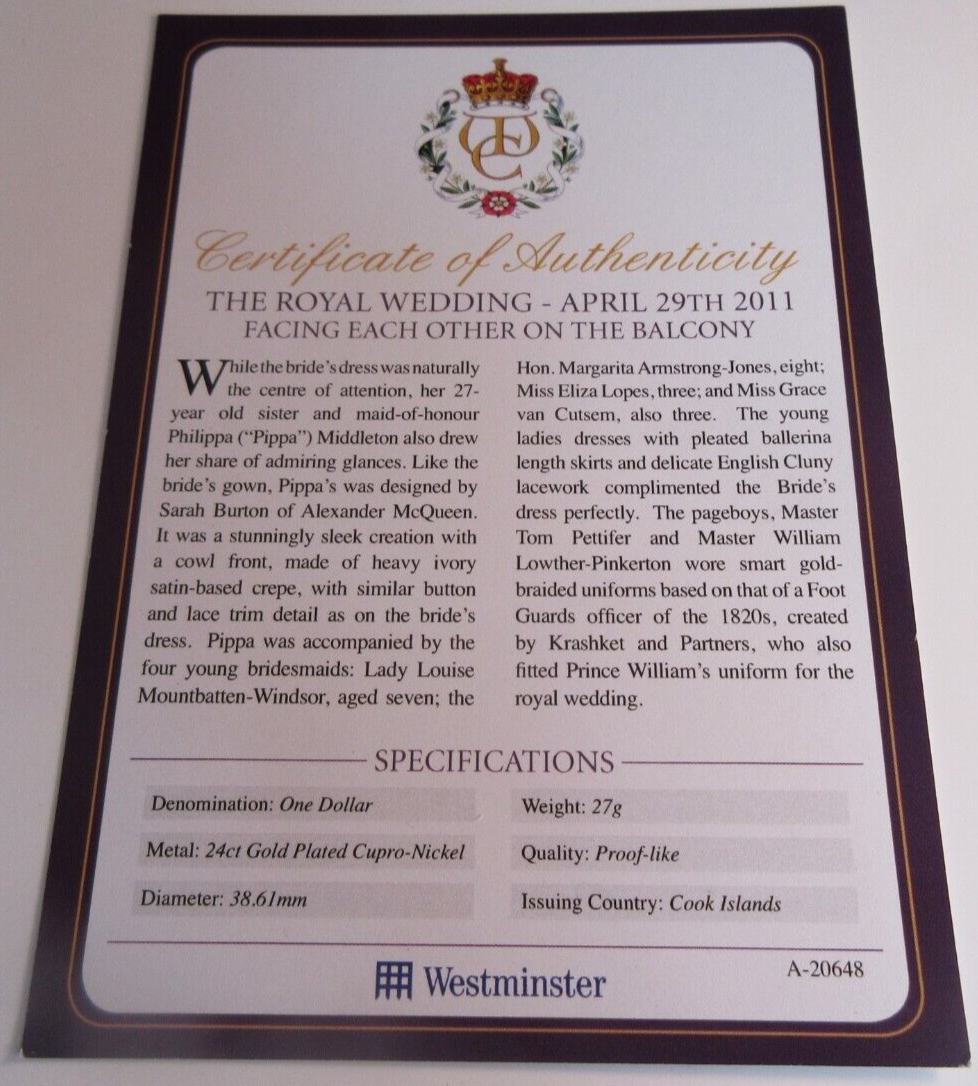 Certificate of Authenticity
THE ROYAL WEDDING - APRIL 29TH 2011
FACING EACH OTHER ON THE BALCONY
While the bride's dress was naturally
the centre of attention, her 27-
year old sister and maid-of-honour
Philippa ("Pippa") Middleton also drew
her share of admiring glances. Like the
bride's gown, Pippa's was designed by
Sarah Burton of Alexander McQueen.
It was a stunningly sleek creation with
a cowl front, made of heavy ivory
satin-based crepe, with similar button
and lace trim detail as on the bride's
dress. Pippa was accompanied by the
four young bridesmaids: Lady Louise
Mountbatten-Windsor, aged seven; the
Hon. Margarita Armstrong-Jones, eight;
Miss Eliza Lopes, three; and Miss Grace
van Cutsem, also three. The young
ladies dresses with pleated ballerina
length skirts and delicate English Cluny
lacework complimented the Bride's
dress perfectly. The pageboys, Master
Tom Pettifer and Master William
Lowther-Pinkerton wore smart gold-
braided uniforms based on that of a Foot
Guards officer of the 1820s, created
by Krashket and Partners, who also
fitted Prince William's uniform for the
royal wedding.
SPECIFICATIONS
Denomination: One Dollar
Metal: 24ct Gold Plated Cupro-Nickel
Diameter: 38.61mm
Weight: 27g
Quality: Proof-like
Issuing Country: Cook Islands
Westminster
A-20648